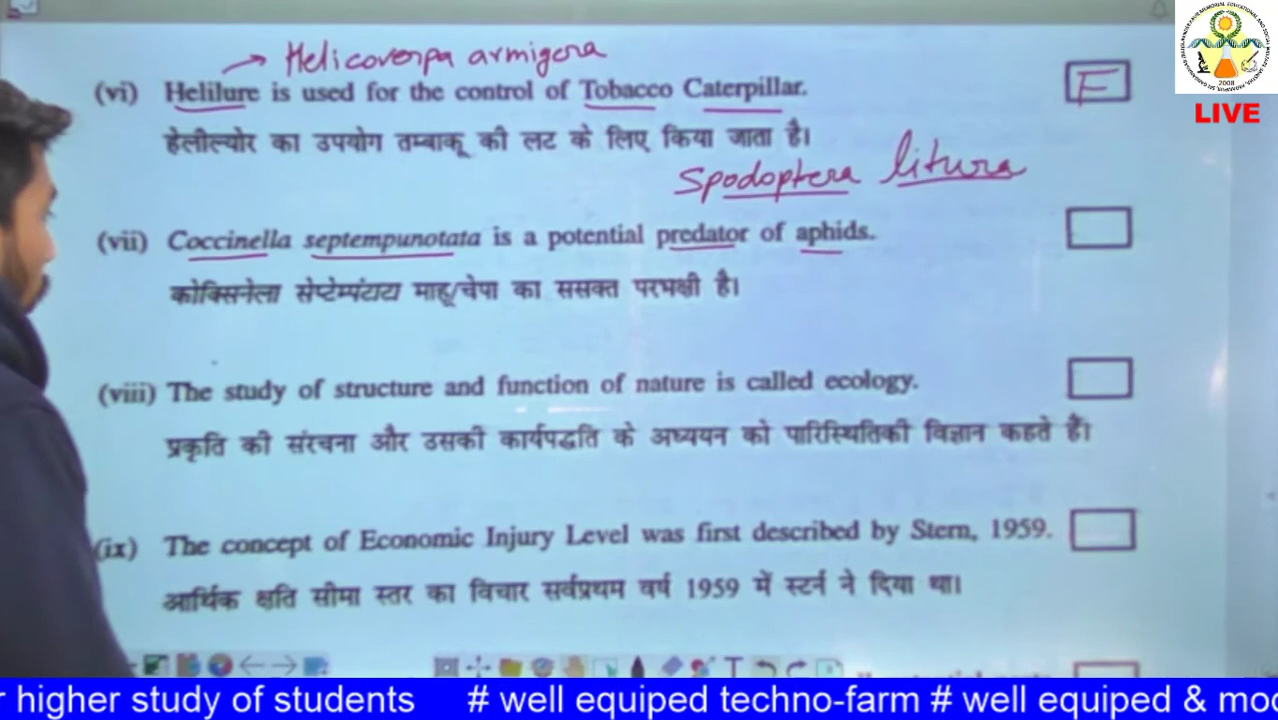 → Helicoverpa armigera
(vi) Helilure is used for the control of Tobacco Caterpillar. F
हेलील्योर का उपयोग तम्बाकू की लट के लिए किया जाता है।
Spodoptera litura
(vii) Coccinella septempunotata is a potential predator of aphids.
कोक्सिनेला सेप्टेम्पंटाटा माहू/चेपा का ससक्त परभक्षी है।
(viii) The study of structure and function of nature is called ecology.
प्रकृति की संरचना और उसकी कार्यपद्धति के अध्ययन को पारिस्थितिकी विज्ञान कहते हैं।
(ix) The concept of Economic Injury Level was first described by Stern, 1959.
आर्थिक क्षति सीमा स्तर का विचार सर्वप्रथम वर्ष 1959 में स्टर्न ने दिया था।
2008
LIVE
r higher study of students # well equiped techno-farm # well equiped & mod